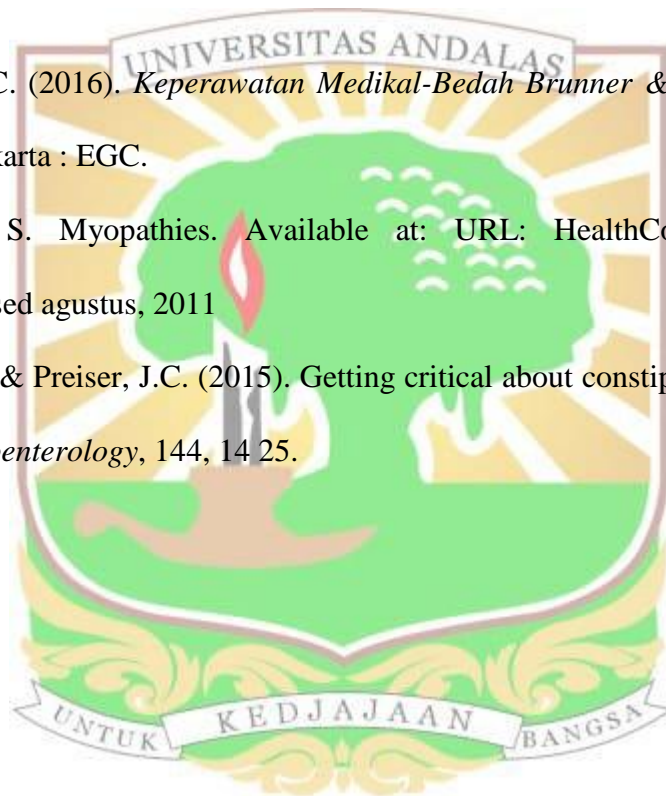 UNIVERSITAS ANDALAS
C. (2016). Keperawatan Medikal-Bedah Brunner &
karta : EGC.
S. Myopathies. Available at: URL: HealthCo
sed agustus, 2011
& Preiser, J.C. (2015). Getting critical about constip
enterology, 144, 14 25.
UNTUK KEDJAJAAN BANGSA